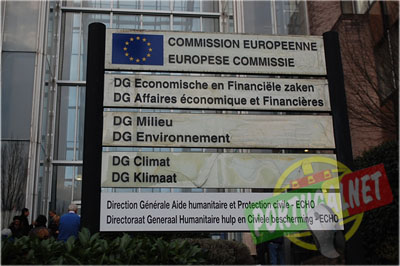 COMMISSION EUROPEENNE
EUROPESE COMMISSIE
DG Economische en Financiële zaken
DG Affaires économique et Financières
DG Milieu
DG Environnement
DG Climat
DG Klimaat
Direction Générale Aide humanitaire et Protection civile - ECHO
Directoraat Generaal Humanitaire hulp en Civiele bescherming - ECHO